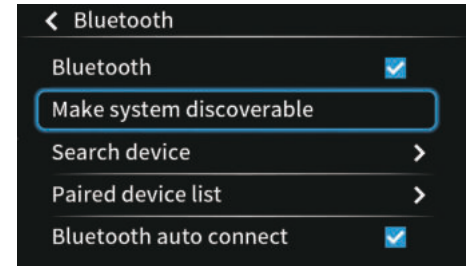 Bluetooth
Bluetooth
Make system discoverable
Search device
Paired device list
Bluetooth auto connect